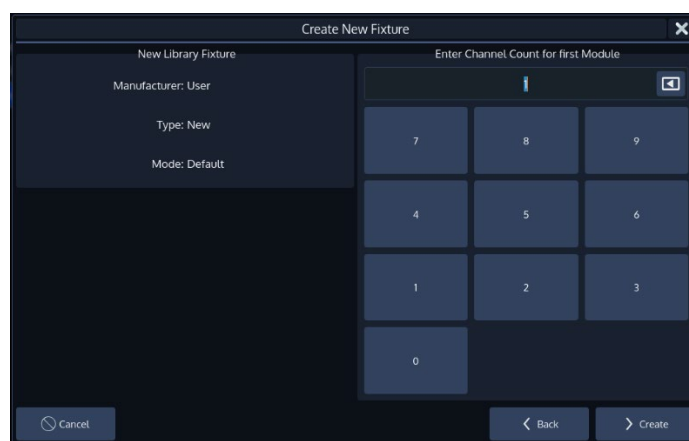 Create New Fixture
New Library Fixture
Manufacturer: User
Type: New
Mode: Default
Enter Channel Count for first Module
1
7 8 9
4 5 6
1 2 3
0
Cancel
Back
Create